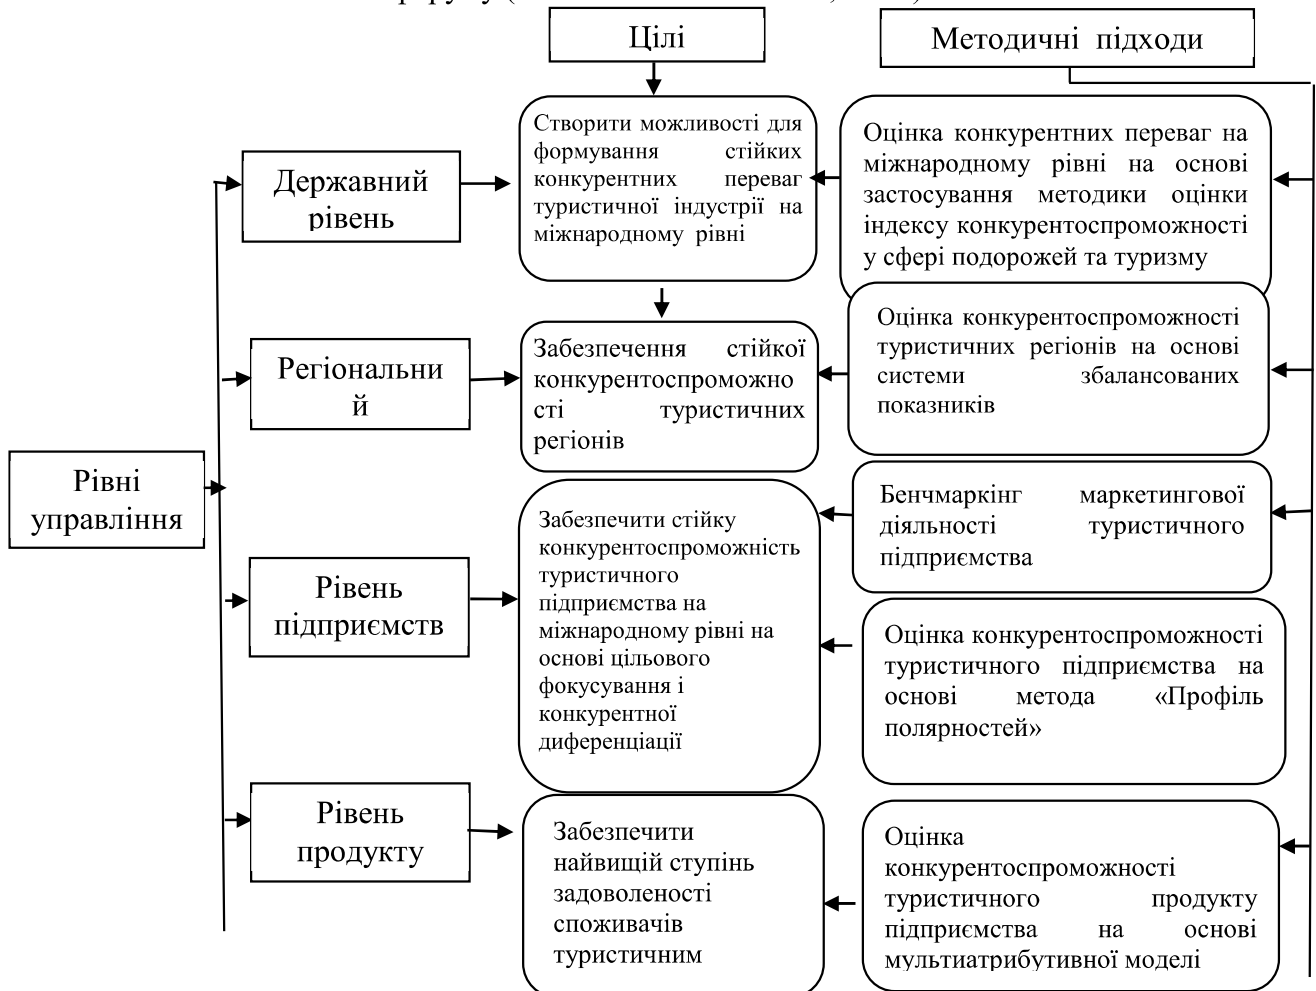 Цілі
Методичні підходи
Державний
рівень
Створити можливості для
формування стійких
конкурентних переваг
туристичної індустрії на
міжнародному рівні
Оцінка конкурентних переваг на
міжнародному рівні на основі
застосування методики оцінки
індексу конкурентоспроможності
у сфері подорожей та туризму
Регіональни
й
Забезпечення стійкої
конкурентоспроможно
сті туристичних
регіонів
Оцінка конкурентоспроможності
туристичних регіонів на основі
системи збалансованих
показників
Рівні
управління
Рівень
підприємств
Забезпечити стійку
конкурентоспроможність
туристичного
підприємства на
міжнародному рівні на
основі цільового
фокусування і
конкурентної
диференціації
Бенчмаркінг маркетингової
діяльності туристичного
підприємства
Оцінка конкурентоспроможності
туристичного підприємства на
основі метода «Профіль
полярностей»
Рівень
продукту
Забезпечити
найвищій ступінь
задоволеності
споживачів
туристичним
Оцінка
конкурентоспроможності
туристичного продукту
підприємства на основі
мультиатрибутивної моделі